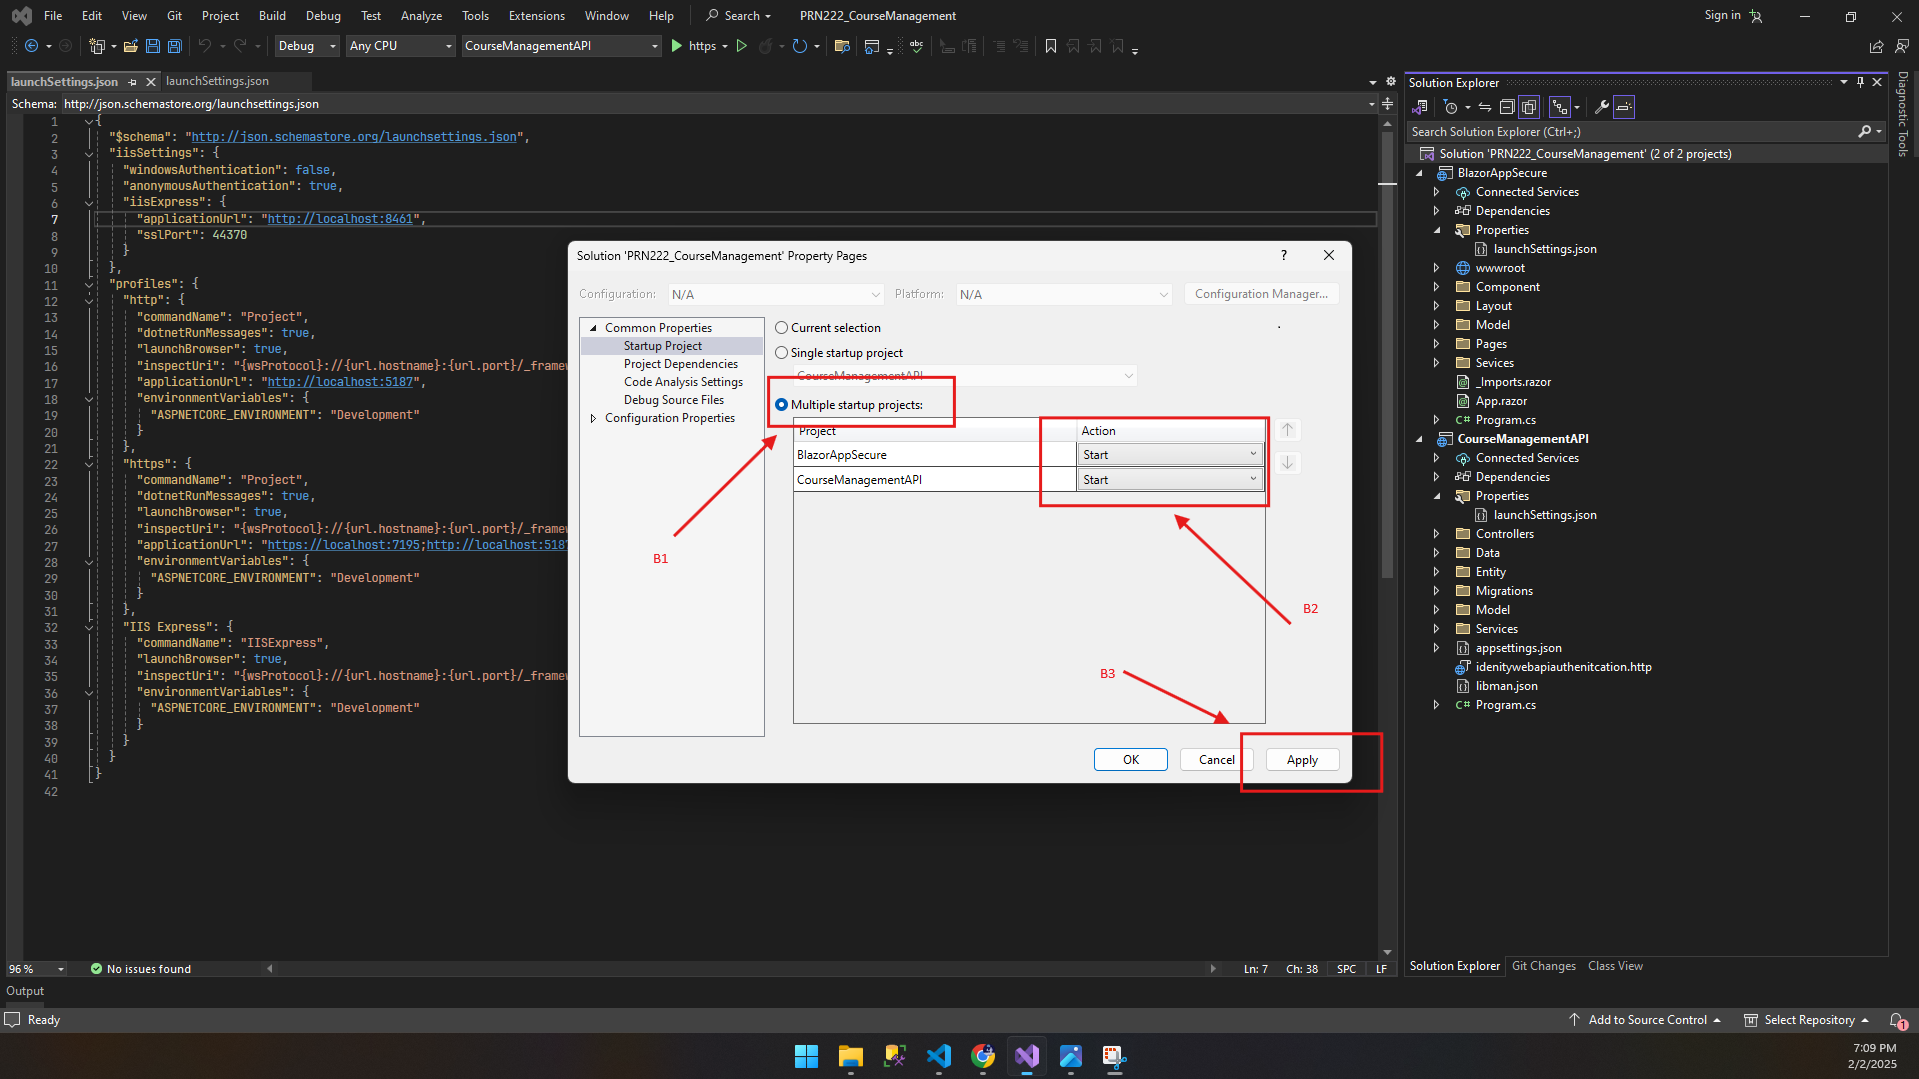 File Edit View Git Project Build Debug Test Analyze Tools Extensions Window Help Search PRN222_CourseManagement Sign in
Debug Any CPU CourseManagementAPI https
launchSettings.json launchSettings.json
Schema: http://json.schemastore.org/launchsettings.json
1 {
2 "$schema": "http://json.schemastore.org/launchsettings.json",
3 "iisSettings": {
4 "windowsAuthentication": false,
5 "anonymousAuthentication": true,
6 "iisExpress": {
7 "applicationUrl": "http://localhost:8461",
8 "sslPort": 44370
9 }
10 },
11 "profiles": {
12 "http": {
13 "commandName": "Project",
14 "dotnetRunMessages": true,
15 "launchBrowser": true,
16 "inspectUri": "{wsProtocol}://{url.hostname}:{url.port}/_framew
17 "applicationUrl": "http://localhost:5187",
18 "environmentVariables": {
19 "ASPNETCORE_ENVIRONMENT": "Development"
20 }
21 },
22 "https": {
23 "commandName": "Project",
24 "dotnetRunMessages": true,
25 "launchBrowser": true,
26 "inspectUri": "{wsProtocol}://{url.hostname}:{url.port}/_framew
27 "applicationUrl": "https://localhost:7195;http://localhost:5187
28 "environmentVariables": {
29 "ASPNETCORE_ENVIRONMENT": "Development"
30 }
31 },
32 "IIS Express": {
33 "commandName": "IISExpress",
34 "launchBrowser": true,
35 "inspectUri": "{wsProtocol}://{url.hostname}:{url.port}/_framew
36 "environmentVariables": {
37 "ASPNETCORE_ENVIRONMENT": "Development"
38 }
39 }
40 }
41 }
42
Solution 'PRN222_CourseManagement' Property Pages ?
Configuration: N/A Platform: N/A Configuration Manager...
Common Properties
Startup Project
Project Dependencies
Code Analysis Settings
Debug Source Files
Configuration Properties
Current selection
Single startup project
CourseManagementAPI
Multiple startup projects:
Project Action
BlazorAppSecure Start
CourseManagementAPI Start
B1
B2
B3
OK Cancel Apply
Solution Explorer
Search Solution Explorer (Ctrl+;)
Solution 'PRN222_CourseManagement' (2 of 2 projects)
BlazorAppSecure
Connected Services
Dependencies
Properties
launchSettings.json
wwwroot
Component
Layout
Model
Pages
Sevices
_Imports.razor
App.razor
C# Program.cs
CourseManagementAPI
Connected Services
Dependencies
Properties
launchSettings.json
Controllers
Data
Entity
Migrations
Model
Services
appsettings.json
idenitywebapiauthenitcation.http
libman.json
C# Program.cs
Diagnostic Tools
96 % No issues found Ln: 7 Ch: 38 SPC LF
Solution Explorer Git Changes Class View
Output
Ready Add to Source Control Select Repository 1
7:09 PM
2/2/2025